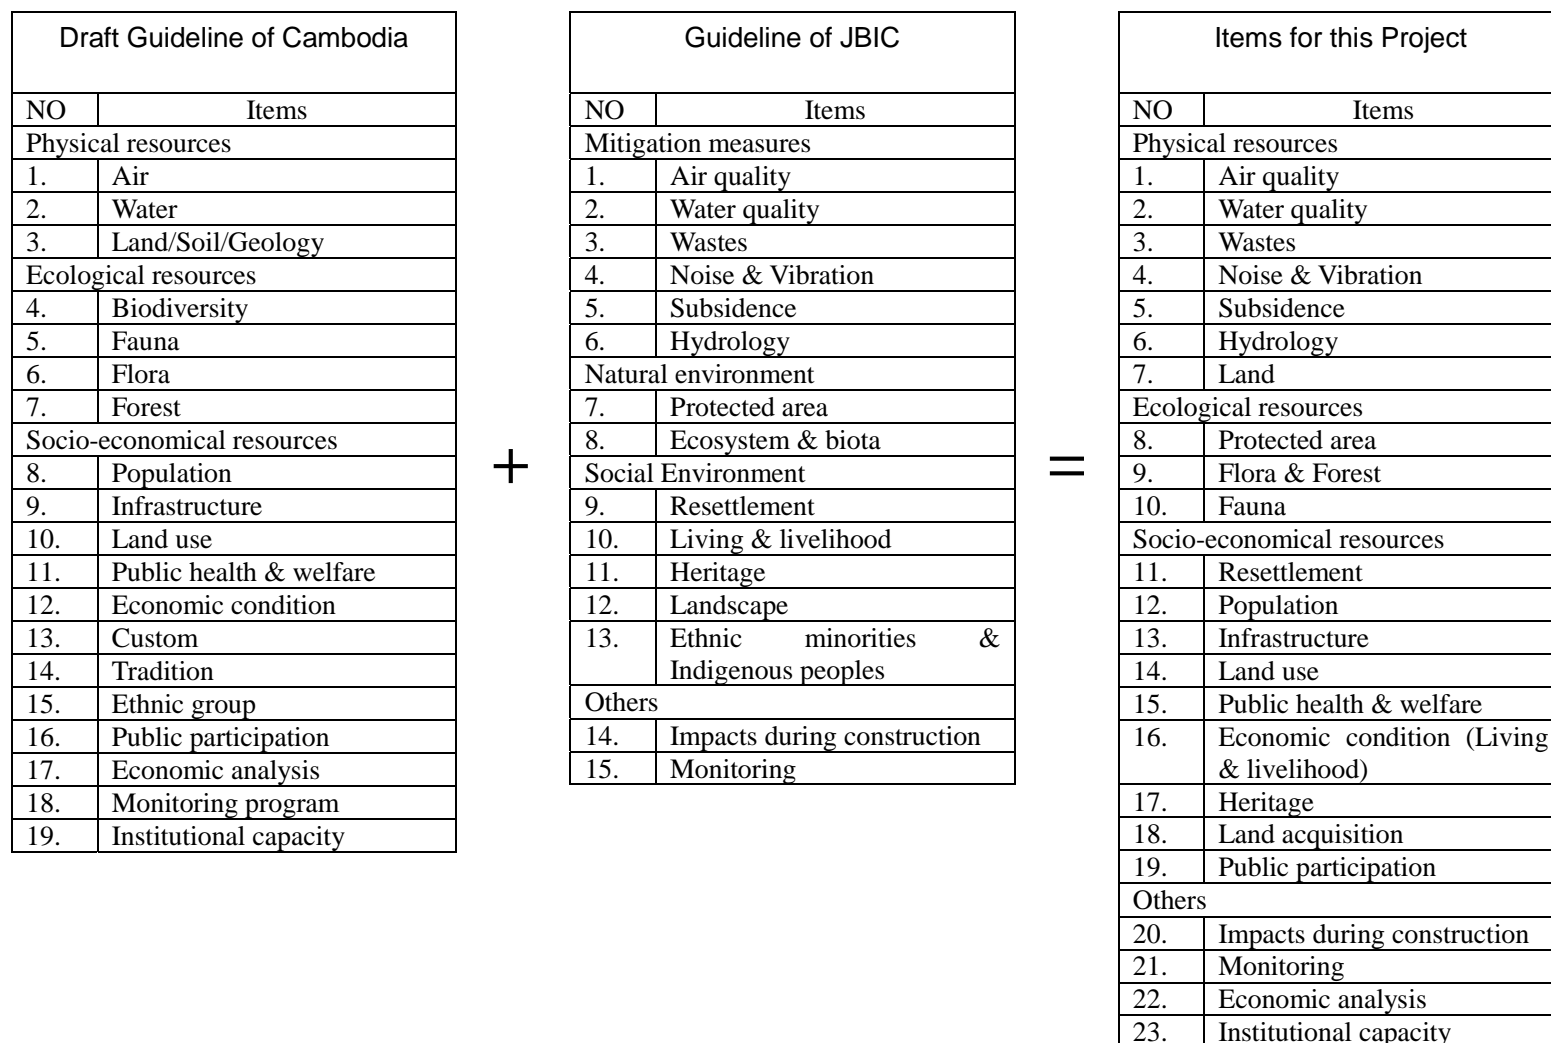 Draft Guideline of Cambodia
NO Items
Physical resources
1. Air
2. Water
3. Land/Soil/Geology
Ecological resources
4. Biodiversity
5. Fauna
6. Flora
7. Forest
Socio-economical resources
8. Population
9. Infrastructure
10. Land use
11. Public health & welfare
12. Economic condition
13. Custom
14. Tradition
15. Ethnic group
16. Public participation
17. Economic analysis
18. Monitoring program
19. Institutional capacity
+
Guideline of JBIC
NO Items
Mitigation measures
1. Air quality
2. Water quality
3. Wastes
4. Noise & Vibration
5. Subsidence
6. Hydrology
Natural environment
7. Protected area
8. Ecosystem & biota
Social Environment
9. Resettlement
10. Living & livelihood
11. Heritage
12. Landscape
13. Ethnic minorities &
Indigenous peoples
Others
14. Impacts during construction
15. Monitoring
=
Items for this Project
NO Items
Physical resources
1. Air quality
2. Water quality
3. Wastes
4. Noise & Vibration
5. Subsidence
6. Hydrology
7. Land
Ecological resources
8. Protected area
9. Flora & Forest
10. Fauna
Socio-economical resources
11. Resettlement
12. Population
13. Infrastructure
14. Land use
15. Public health & welfare
16. Economic condition (Living
& livelihood)
17. Heritage
18. Land acquisition
19. Public participation
Others
20. Impacts during construction
21. Monitoring
22. Economic analysis
23. Institutional capacity